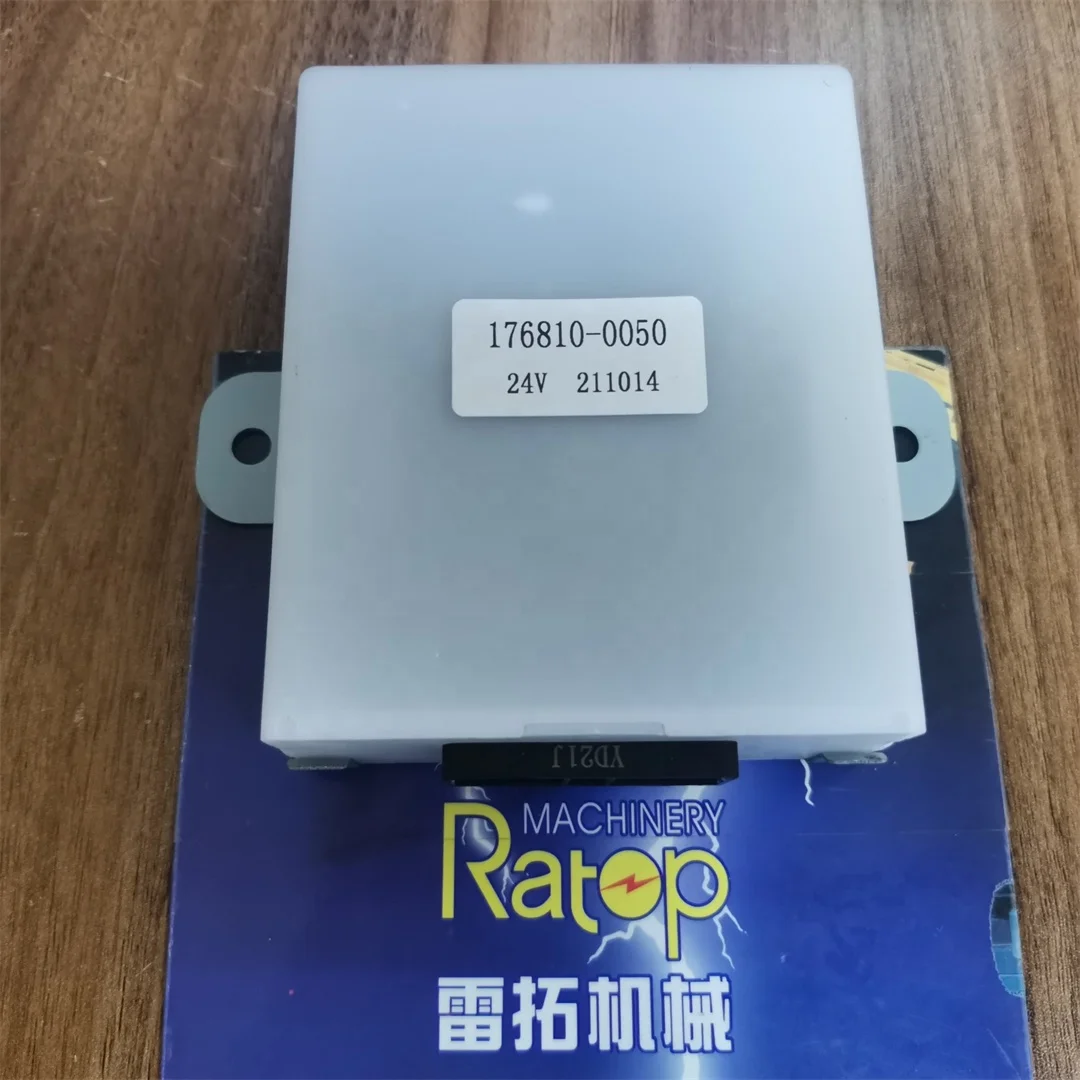 176810-0050
24V 211014
YD21J
MACHINERY
Ratop
雷拓机械